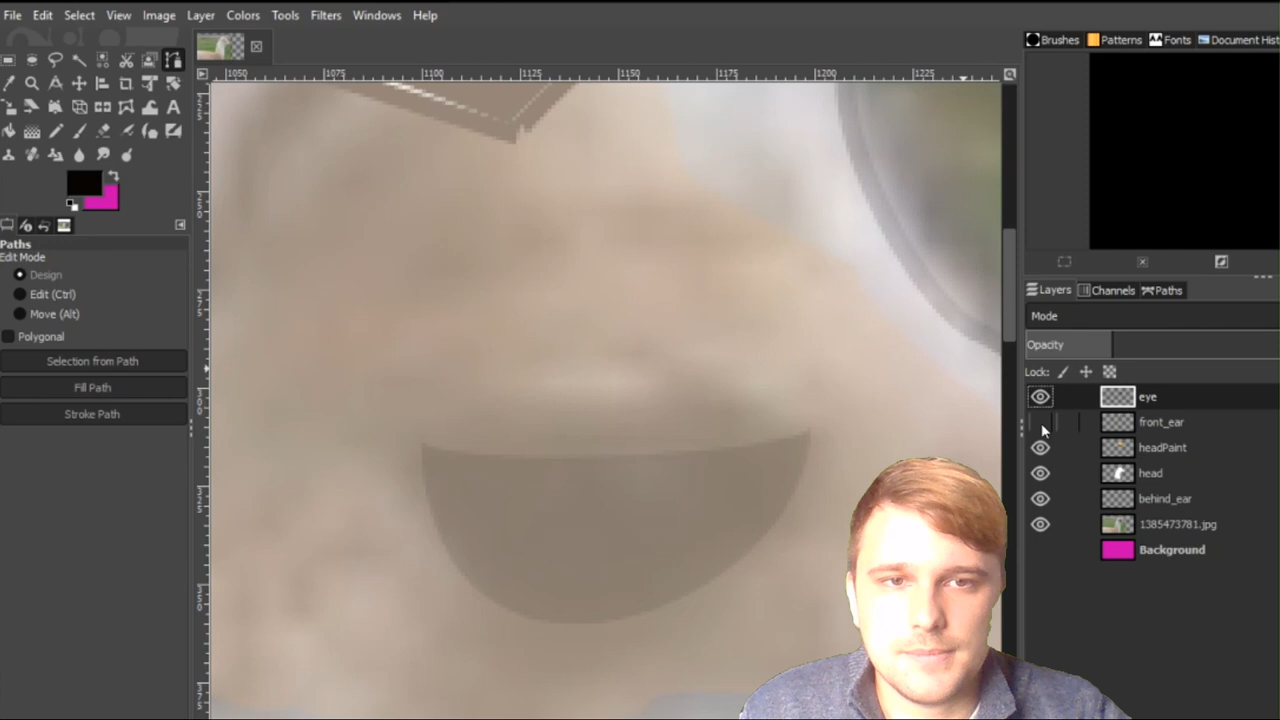 File Edit Select View Image Layer Colors Tools Filters Windows Help
Brushes Patterns Fonts Document Hist
1050 1075 1100 1125 1150 1175 1200 1225
Paths
Edit Mode
Design
Edit (Ctrl)
Move (Alt)
Polygonal
Selection from Path
Fill Path
Stroke Path
Layers Channels Paths
Mode
Opacity
Lock:
eye
front_ear
headPaint
head
behind_ear
1385473781.jpg
Background